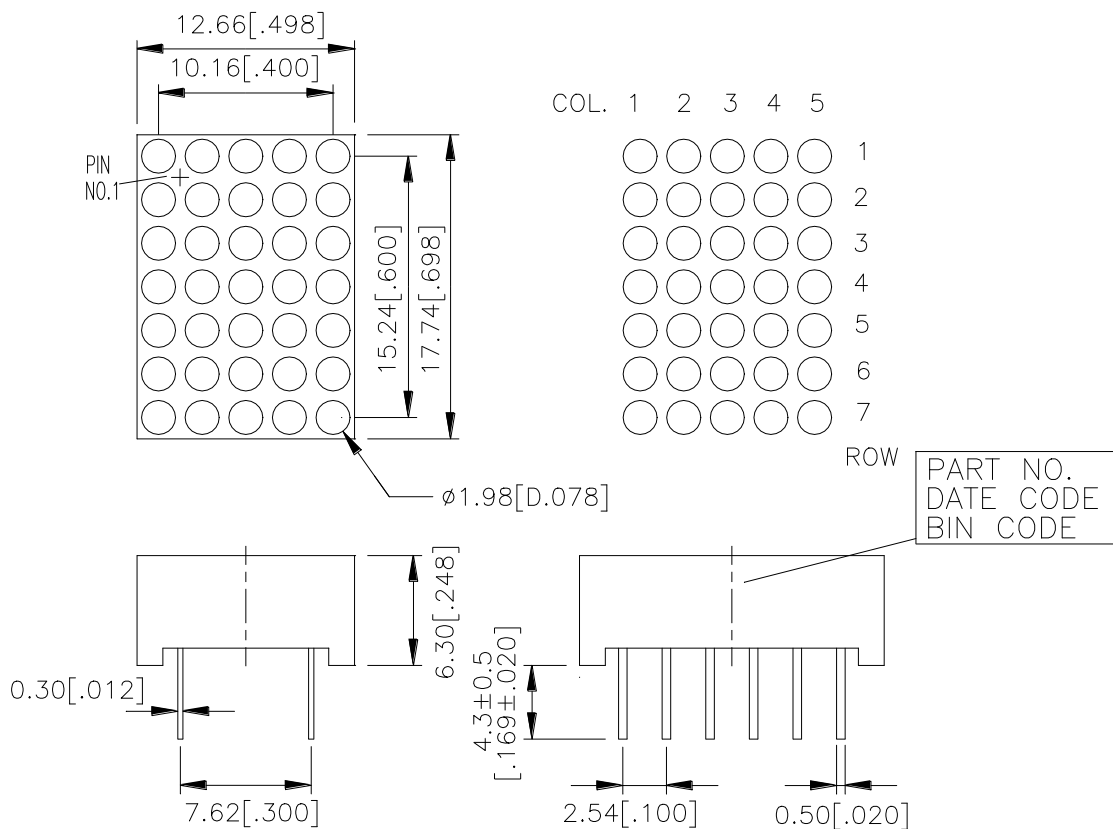 12.66[.498]
10.16[.400]
PIN
NO.1
15.24[.600]
17.74[.698]
ø1.98[D.078]
COL. 1 2 3 4 5
1
2
3
4
5
6
7
ROW
PART NO.
DATE CODE
BIN CODE
6.30[.248]
0.30[.012]
7.62[.300]
4.3±0.5
[.169±.020]
2.54[.100]
0.50[.020]